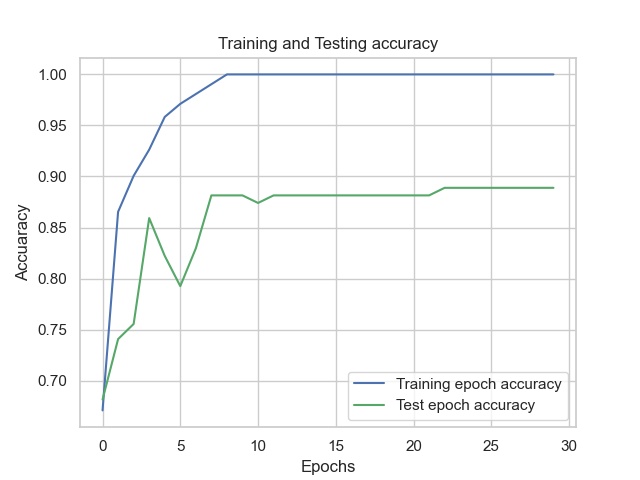 Training and Testing accuracy
1.00
0.95
0.90
0.85
0.80
0.75
0.70
Accuaracy
Training epoch accuracy
Test epoch accuracy
0 5 10 15 20 25 30
Epochs